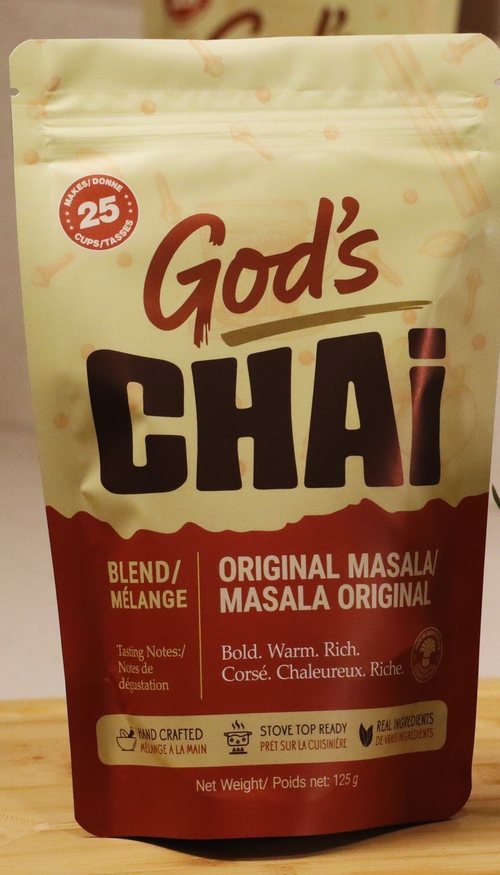 MAKES/DONNE
25
CUPS/TASSES
God's
CHAI
BLEND/
MÉLANGE
ORIGINAL MASALA/
MASALA ORIGINAL
Tasting Notes:/
Notes de
dégustation
Bold. Warm. Rich.
Corsé. Chaleureux. Riche.
HAND CRAFTED
MÉLANGE À LA MAIN
STOVE TOP READY
PRÊT SUR LA CUISINIÈRE
REAL INGREDIENTS
DE VRAIS INGRÉDIENTS
Net Weight/ Poids net: 125 g